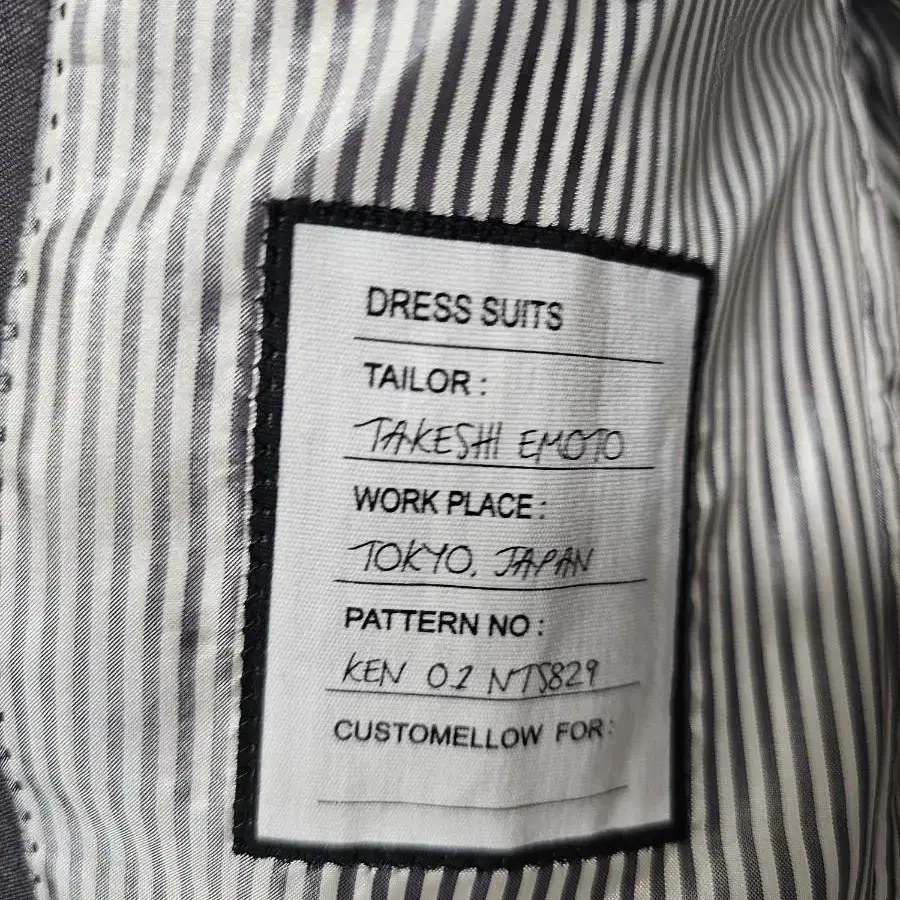 DRESS SUITS
TAILOR :
TAKESHI EMOTO
WORK PLACE :
TOKYO. JAPAN
PATTERN NO :
KEN 02 NTS829
CUSTOMELLOW FOR :